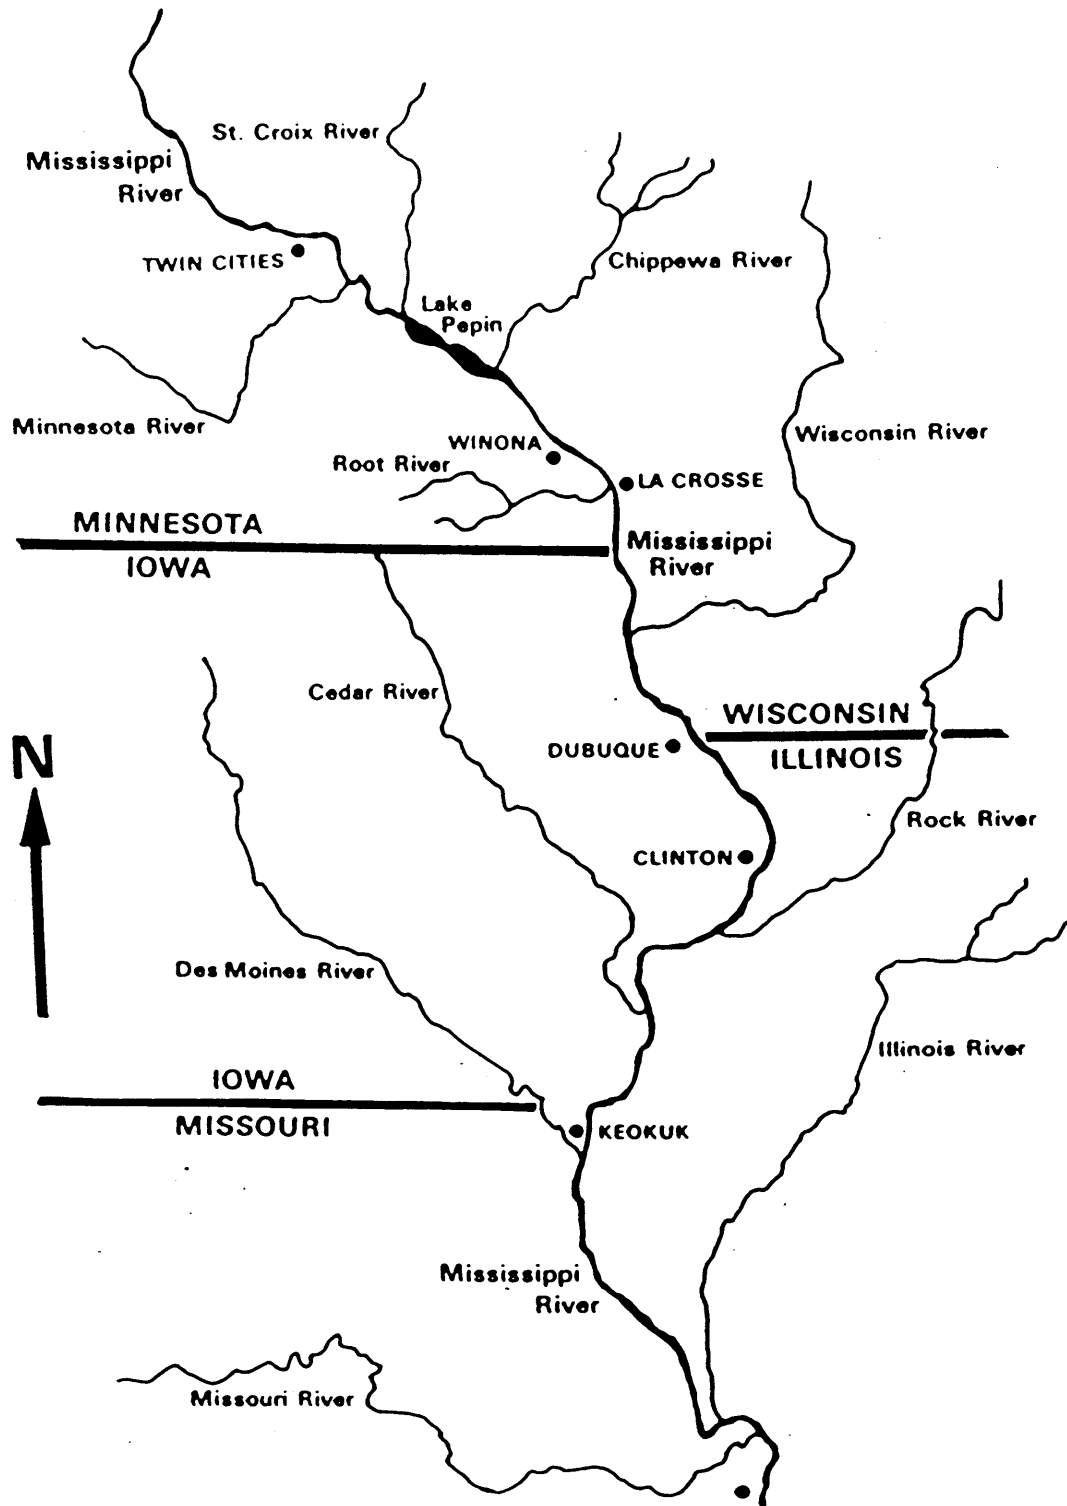 St. Croix River
Mississippi
River
TWIN CITIES
Chippewa River
Lake
Pepin
Minnesota River
WINONA
Wisconsin River
Root River
LA CROSSE
MINNESOTA
IOWA
Mississippi
River
Cedar River
WISCONSIN
ILLINOIS
N
DUBUQUE
Rock River
CLINTON
Des Moines River
Illinois River
IOWA
MISSOURI
KEOKUK
Mississippi
River
Missouri River